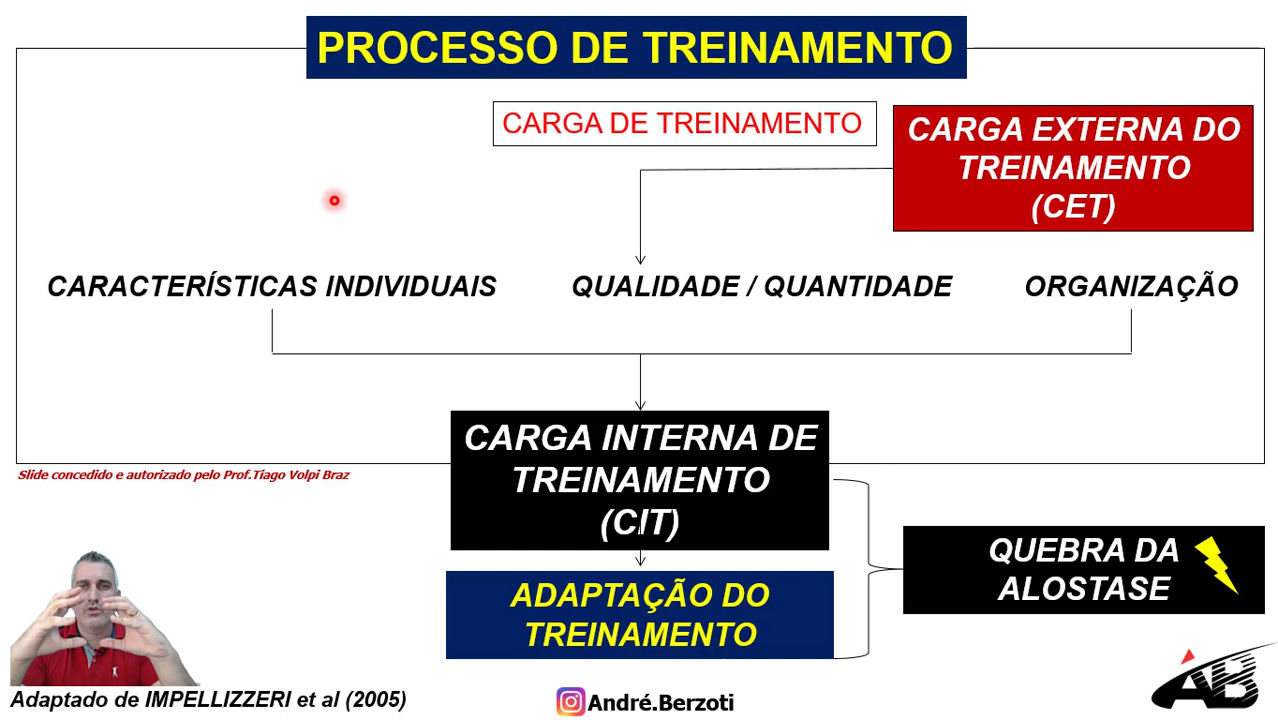 PROCESSO DE TREINAMENTO
CARGA DE TREINAMENTO
CARGA EXTERNA DO
TREINAMENTO
(CET)
CARACTERÍSTICAS INDIVIDUAIS
QUALIDADE / QUANTIDADE
ORGANIZAÇÃO
CARGA INTERNA DE
TREINAMENTO
(CIT)
Slide concedido e autorizado pelo Prof.Tiago Volpi Braz
QUEBRA DA
ALOSTASE
ADAPTAÇÃO DO
TREINAMENTO
Adaptado de IMPELLIZZERI et al (2005)
André.Berzoti
AB